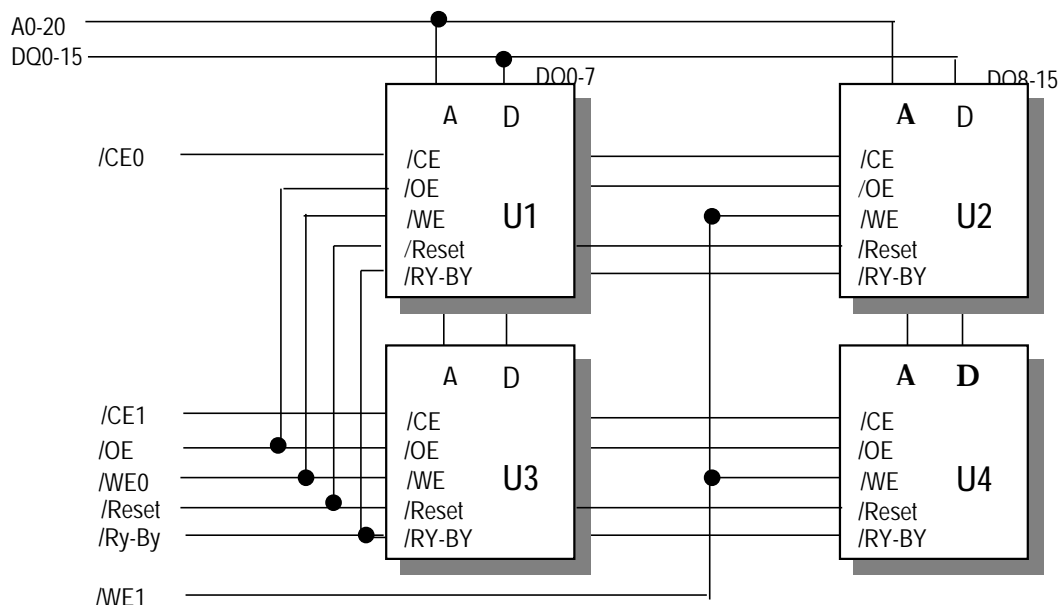 A0-20
DQ0-15
DQ0-7
DQ8-15
A D
A D
/CE0
/CE
/OE
/WE
/Reset
/RY-BY
U1
/CE
/OE
/WE
/Reset
/RY-BY
U2
A D
A D
/CE1
/OE
/WE0
/Reset
/Ry-By
/WE1
/CE
/OE
/WE
/Reset
/RY-BY
U3
/CE
/OE
/WE
/Reset
/RY-BY
U4